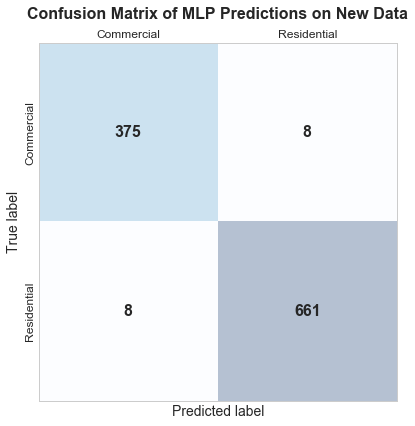 Confusion Matrix of MLP Predictions on New Data
Commercial Residential
Commercial
375 8
True label
Residential
8 661
Predicted label